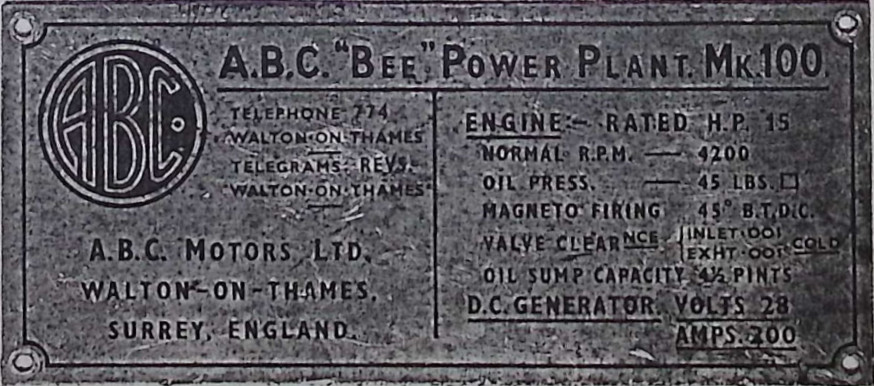 A.B.C. "BEE" POWER PLANT. MK.100.
ABC
TELEPHONE 774
WALTON-ON-THAMES
TELEGRAMS: REVS.
"WALTON-ON-THAMES"
A.B.C. MOTORS LTD.
WALTON-ON-THAMES.
SURREY, ENGLAND.
ENGINE:- RATED H.P. 15
NORMAL R.P.M. — 4200
OIL PRESS. — 45 LBS. □
MAGNETO FIRING 45° B.T.D.C.
VALVE CLEARNCE { INLET·001 COLD
EXHT·001
OIL SUMP CAPACITY 4½ PINTS
D.C. GENERATOR. VOLTS 28
AMPS. 200